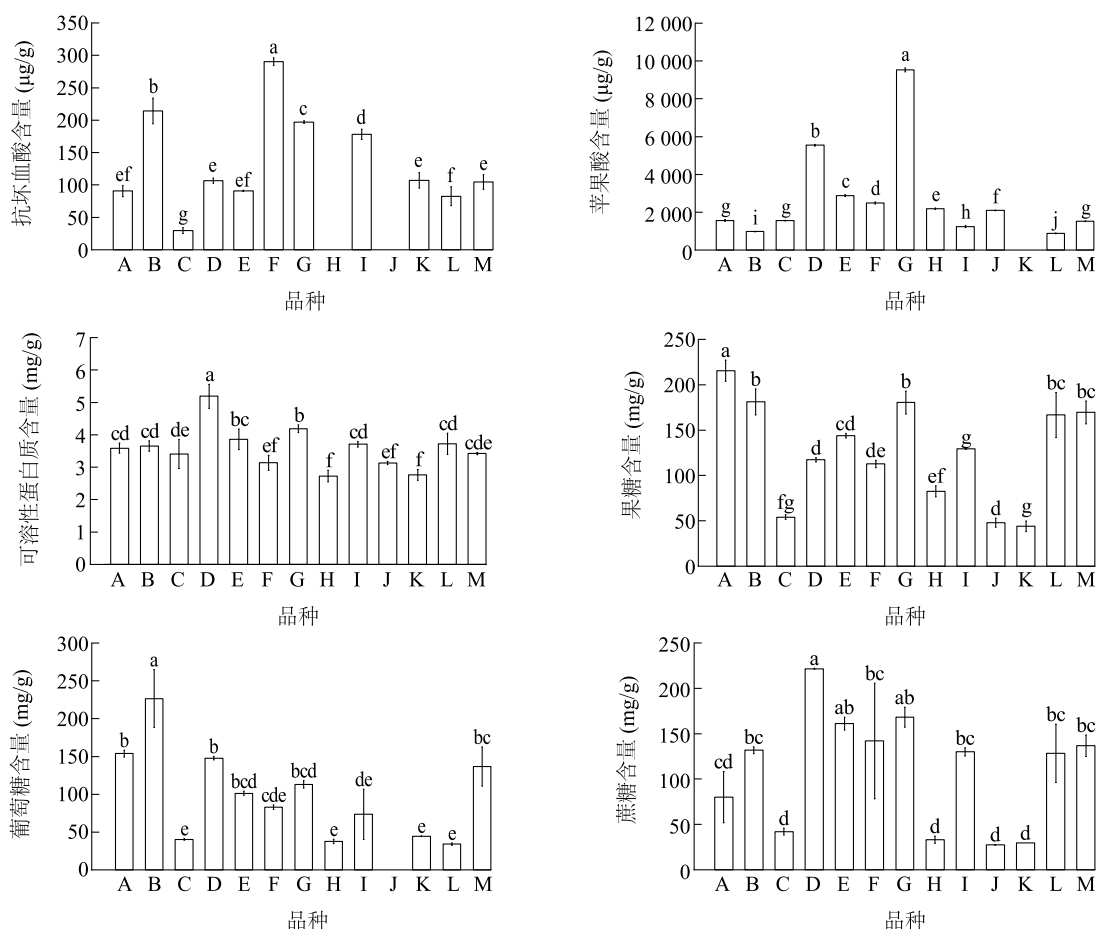 抗坏血酸含量 (μg/g)
350
300
250
200
150
100
50
0
ef
b
g
e
ef
a
c
d
e
f
e
A B C D E F G H I J K L M
品种
苹果酸含量 (μg/g)
12 000
10 000
8 000
6 000
4 000
2 000
0
g
i
g
b
c
d
a
e
h
f
j
g
A B C D E F G H I J K L M
品种
可溶性蛋白质含量 (mg/g)
7
6
5
4
3
2
1
0
cd
cd
de
a
bc
ef
b
f
cd
ef
f
cd
cde
A B C D E F G H I J K L M
品种
果糖含量 (mg/g)
250
200
150
100
50
0
a
b
fg
d
cd
de
b
ef
g
d
g
bc
bc
A B C D E F G H I J K L M
品种
葡萄糖含量 (mg/g)
300
250
200
150
100
50
0
b
a
e
b
bcd
cde
bcd
e
de
e
e
bc
A B C D E F G H I J K L M
品种
蔗糖含量 (mg/g)
250
200
150
100
50
0
cd
bc
d
a
ab
bc
ab
d
bc
d
d
bc
bc
A B C D E F G H I J K L M
品种